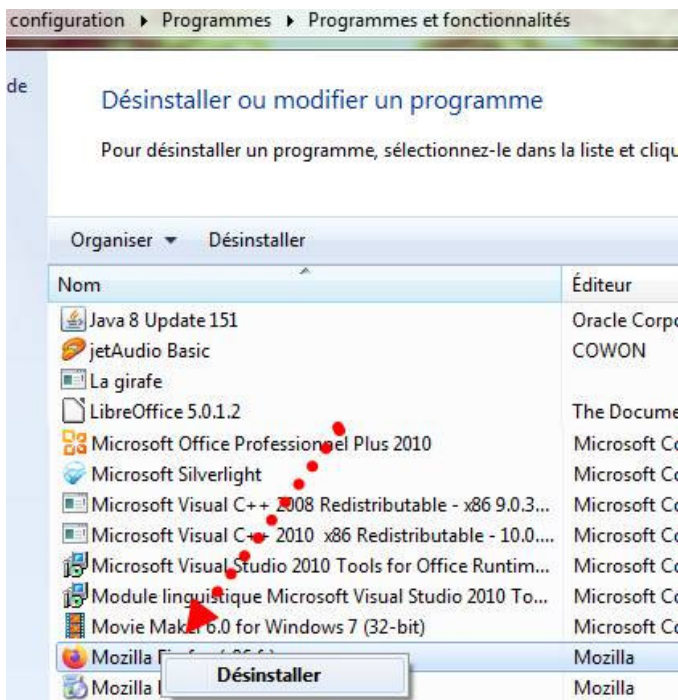 configuration ▸ Programmes ▸ Programmes et fonctionnalités
de
Désinstaller ou modifier un programme
Pour désinstaller un programme, sélectionnez-le dans la liste et cliqu
Organiser Désinstaller
Nom Éditeur
Java 8 Update 151 Oracle Corpo
jetAudio Basic COWON
La girafe
LibreOffice 5.0.1.2 The Docume
Microsoft Office Professionnel Plus 2010 Microsoft Co
Microsoft Silverlight Microsoft Co
Microsoft Visual C++ 2008 Redistributable - x86 9.0.3... Microsoft Co
Microsoft Visual C++ 2010 x86 Redistributable - 10.0.... Microsoft Co
Microsoft Visual Studio 2010 Tools for Office Runtim... Microsoft Co
Module linguistique Microsoft Visual Studio 2010 To... Microsoft Co
Movie Maker 6.0 for Windows 7 (32-bit) Microsoft Co
Mozilla Mozilla
Désinstaller
Mozilla Mozilla